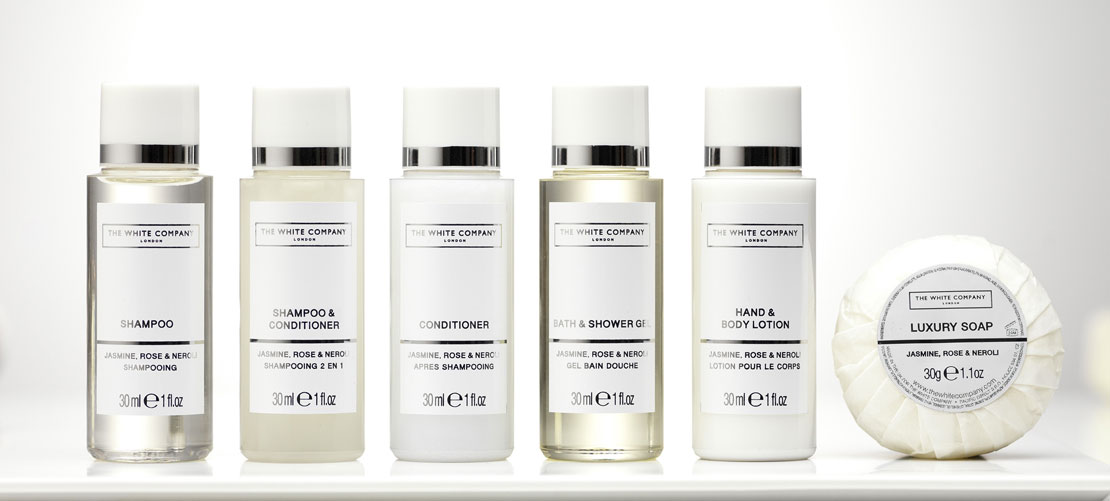 THE WHITE COMPANY
LONDON
SHAMPOO
JASMINE, ROSE & NEROLI
SHAMPOOING
30 ml e 1 fl.oz
THE WHITE COMPANY
LONDON
SHAMPOO &
CONDITIONER
JASMINE, ROSE & NEROLI
SHAMPOOING 2 EN 1
30 ml e 1 fl.oz
THE WHITE COMPANY
LONDON
CONDITIONER
JASMINE, ROSE & NEROLI
APRES SHAMPOOING
30 ml e 1 fl.oz
THE WHITE COMPANY
LONDON
BATH & SHOWER GEL
JASMINE, ROSE & NEROLI
GEL BAIN DOUCHE
30 ml e 1 fl.oz
THE WHITE COMPANY
LONDON
HAND &
BODY LOTION
JASMINE, ROSE & NEROLI
LOTION POUR LE CORPS
30 ml e 1 fl.oz
THE WHITE COMPANY
LONDON
LUXURY SOAP
JASMINE, ROSE & NEROLI
30g e 1.1oz
www.thewhitecompany.com